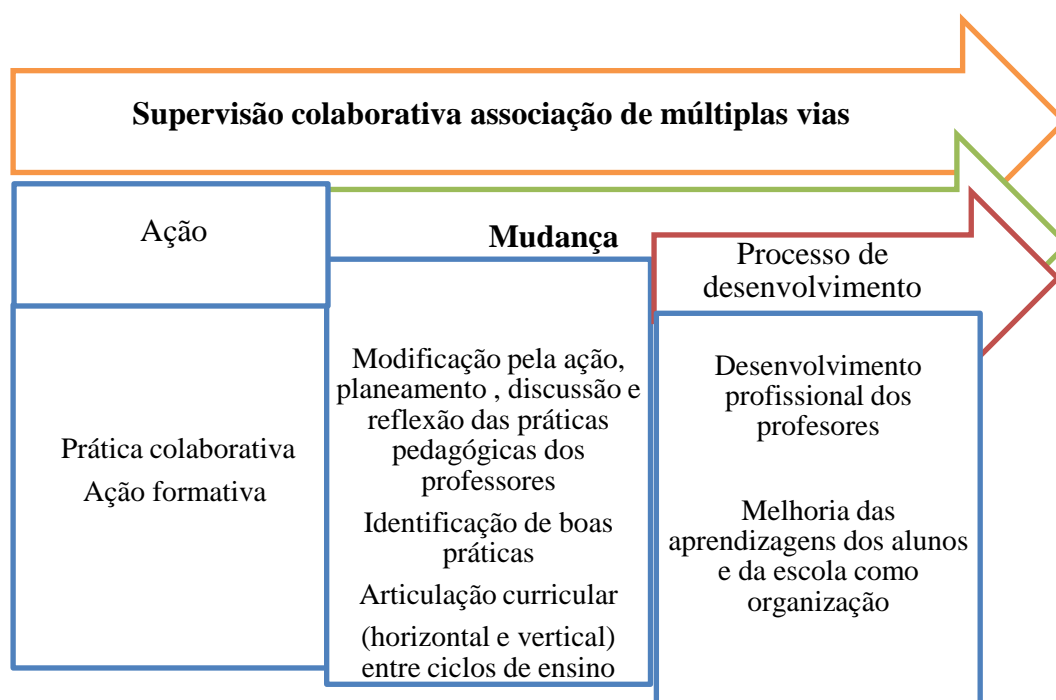 Supervisão colaborativa associação de múltiplas vias
Ação
Prática colaborativa
Ação formativa
Mudança
Modificação pela ação,
planeamento , discussão e
reflexão das práticas
pedagógicas dos
professores
Identificação de boas
práticas
Articulação curricular
(horizontal e vertical)
entre ciclos de ensino
Processo de
desenvolvimento
Desenvolvimento
profissional dos
profesores
Melhoria das
aprendizagens dos alunos
e da escola como
organização